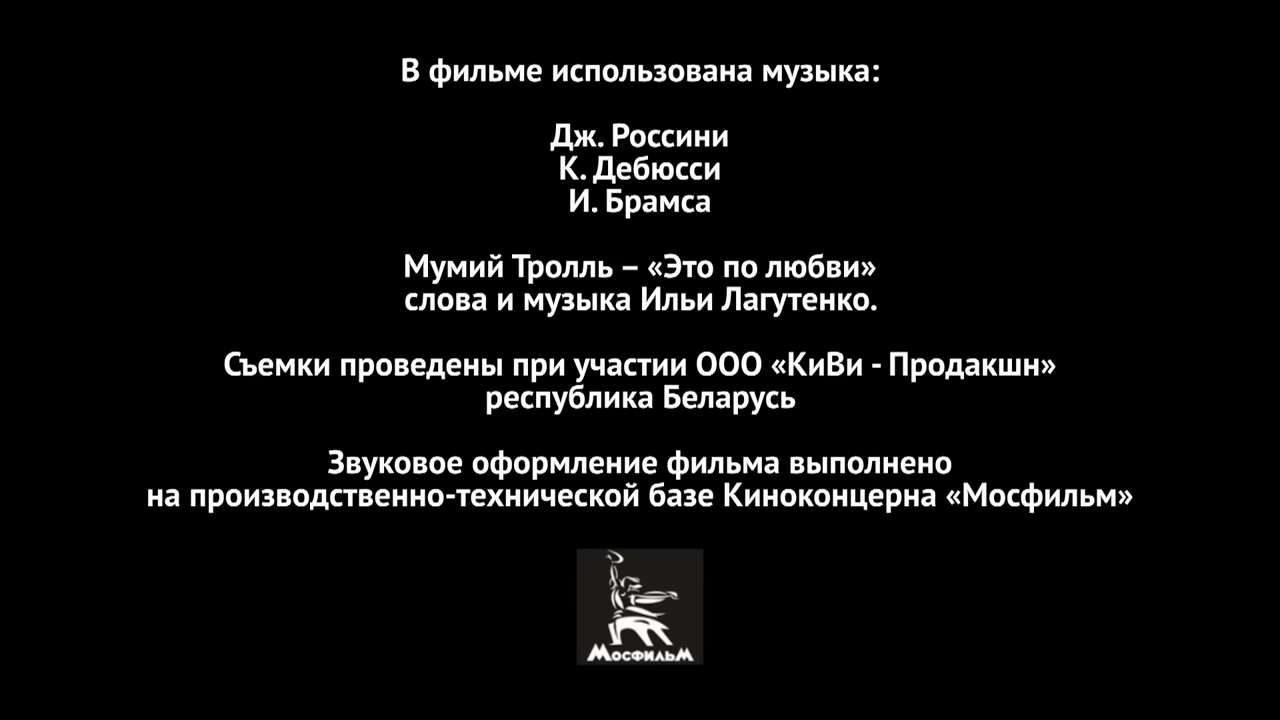 В фильме использована музыка:
Дж. Россини
К. Дебюсси
И. Брамса
Мумий Тролль – «Это по любви»
слова и музыка Ильи Лагутенко.
Съемки проведены при участии ООО «КиВи - Продакшн»
республика Беларусь
Звуковое оформление фильма выполнено
на производственно-технической базе Киноконцерна «Мосфильм»
МОСФИЛЬМ